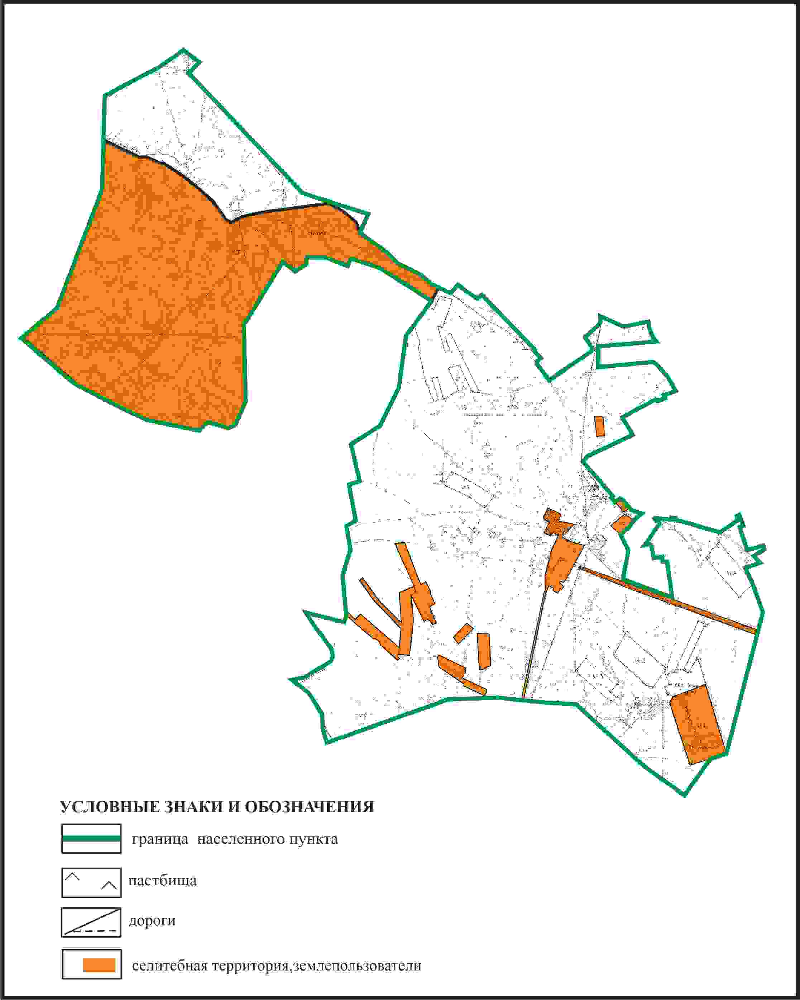 УСЛОВНЫЕ ЗНАКИ И ОБОЗНАЧЕНИЯ
граница населенного пункта
пастбища
дороги
селитебная территория,землепользователи